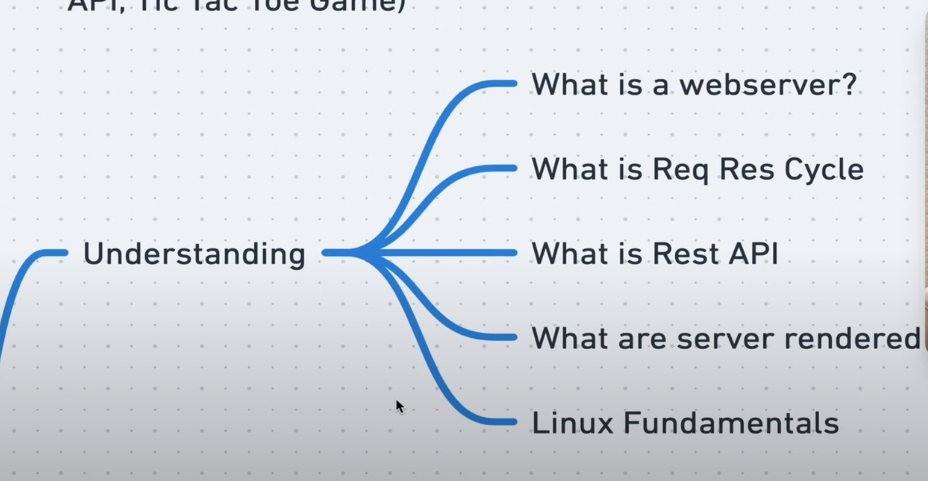 API, Tic Tac Toe Game)
What is a webserver?
What is Req Res Cycle
What is Rest API
Understanding
What are server rendered
Linux Fundamentals